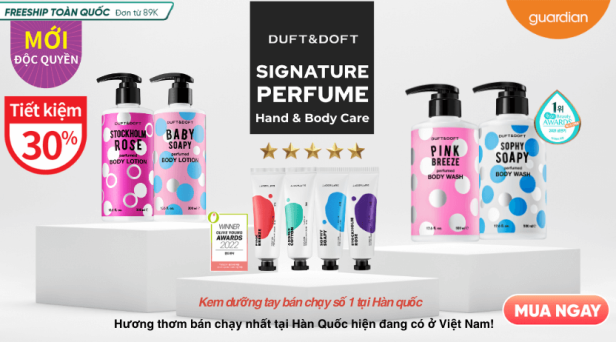 FREESHIP TOÀN QUỐC Đơn từ 89K
MỚI
ĐỘC QUYỀN
Tiết kiệm
30%
DUFT&DOFT
SIGNATURE
PERFUME
Hand & Body Care
guardian
DUFT&DOFT
STOCKHOLM
ROSE
perfumed
BODY LOTION
DUFT&DOFT
BABY
SOAPY
perfumed
BODY LOTION
DUFT&DOFT
PINK
BREEZE
perfumed
BODY WASH
DUFT&DOFT
SOPHY
SOAPY
perfumed
BODY WASH
1위
AWARDS
WINNER
OLIVE YOUNG
AWARDS
2022
Kem dưỡng tay bán chạy số 1 tại Hàn quốc
Hương thơm bán chạy nhất tại Hàn Quốc hiện đang có ở Việt Nam!
MUA NGAY